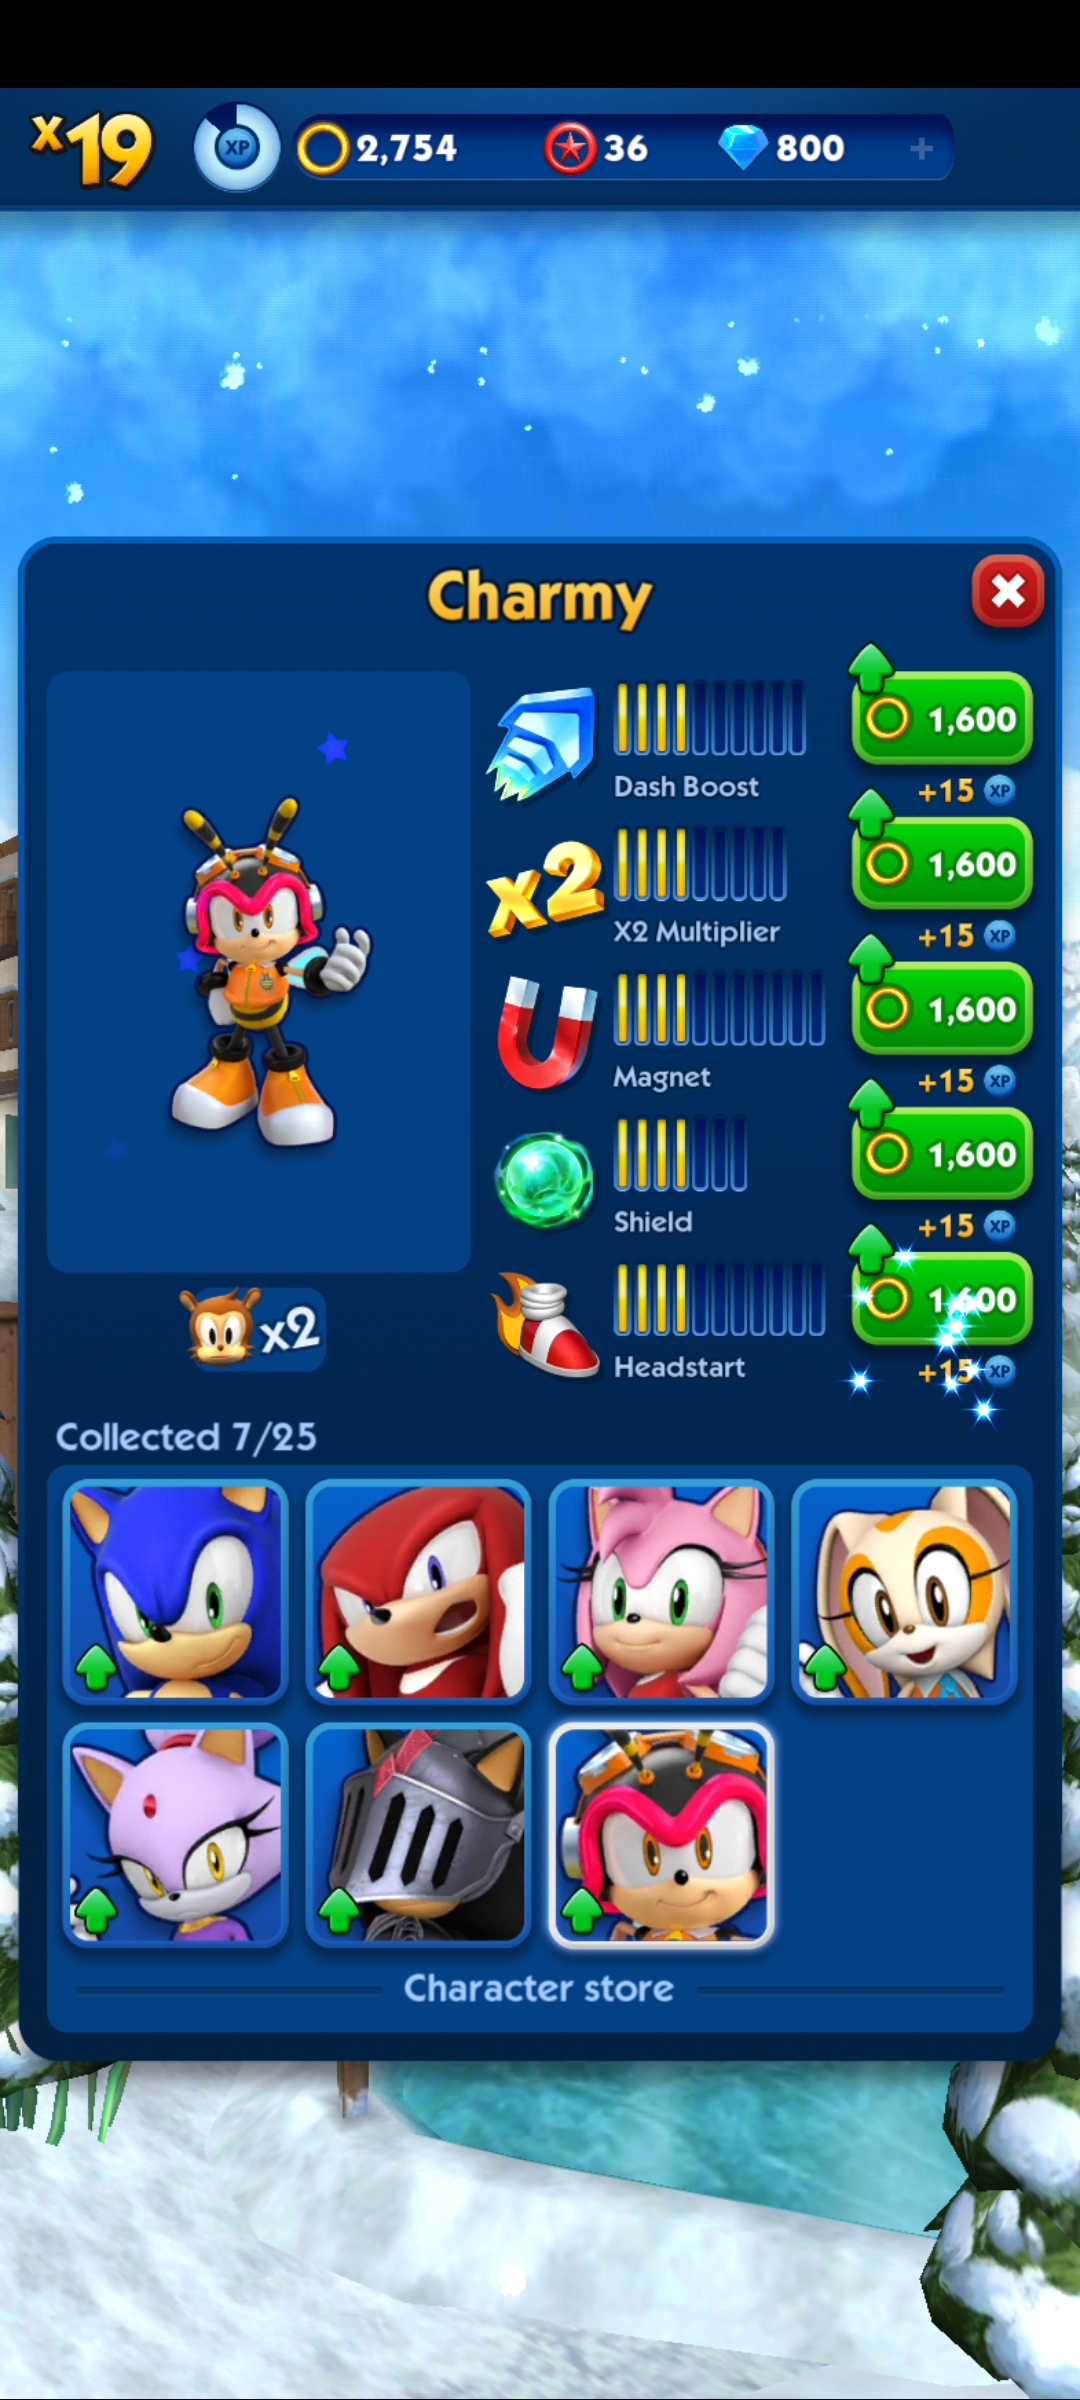 x19
XP
2,754
36
800
+
Charmy
Dash Boost
1,600
+15 XP
x2
X2 Multiplier
1,600
+15 XP
Magnet
1,600
+15 XP
Shield
1,600
+15 XP
Headstart
1,600
+15 XP
x2
Collected 7/25
Character store